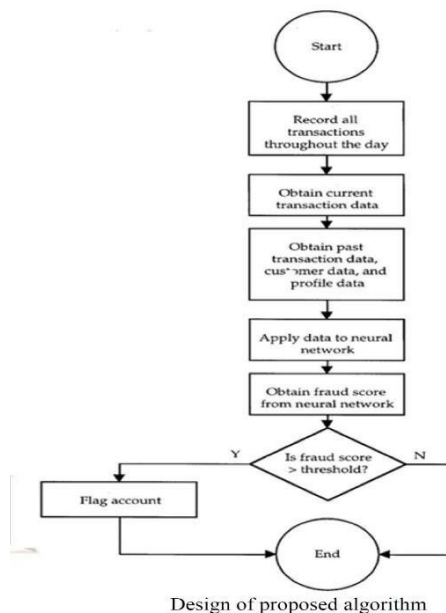 Start
Record all
transactions
throughout the day
Obtain current
transaction data
Obtain past
transaction data,
customer data, and
profile data
Apply data to neural
network
Obtain fraud score
from neural network
Is fraud score
> threshold?
Y
N
Flag account
End
Design of proposed algorithm